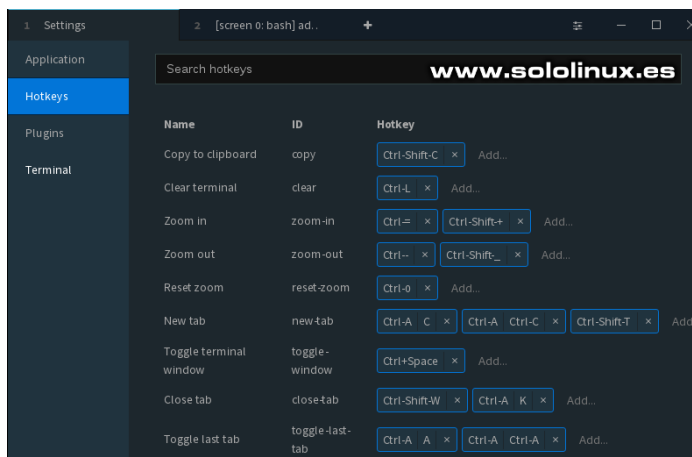 1 Settings 2 [screen 0: bash] ad.. +
Application
Hotkeys
Plugins
Terminal
Search hotkeys www.sololinux.es
Name ID Hotkey
Copy to clipboard copy Ctrl-Shift-C × Add...
Clear terminal clear Ctrl-L × Add...
Zoom in zoom-in Ctrl-= × Ctrl-Shift-+ × Add...
Zoom out zoom-out Ctrl-- × Ctrl-Shift-_ × Add...
Reset zoom reset-zoom Ctrl-0 × Add...
New tab new-tab Ctrl-A C × Ctrl-A Ctrl-C × Ctrl-Shift-T × Add
Toggle terminal window toggle-window Ctrl+Space × Add...
Close tab close-tab Ctrl-Shift-W × Ctrl-A K × Add...
Toggle last tab toggle-last-tab Ctrl-A A × Ctrl-A Ctrl-A × Add...